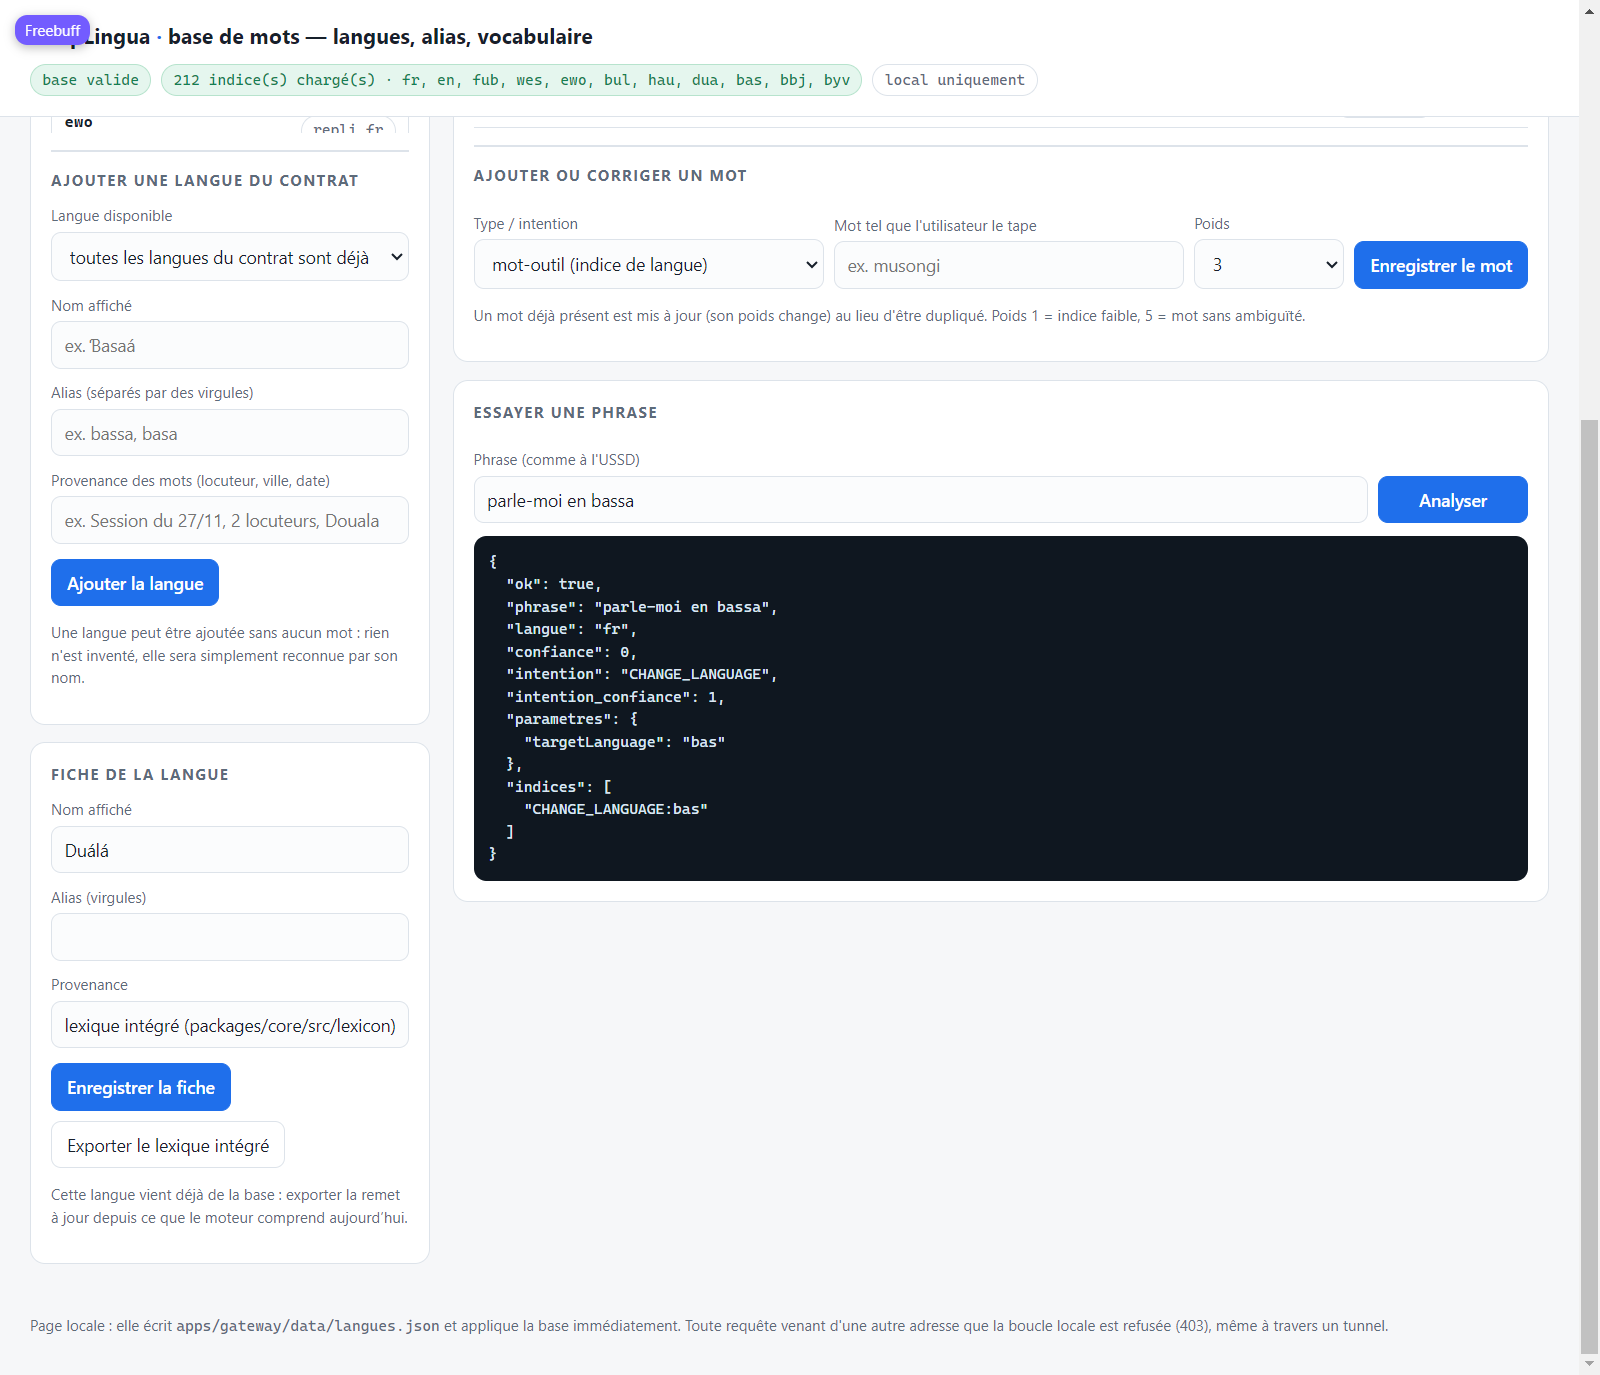 Freebuff
Lingua · base de mots — langues, alias, vocabulaire
base valide
212 indice(s) chargé(s) · fr, en, fub, wes, ewo, bul, hau, dua, bas, bbj, byv
local uniquement
ewo
repli fr
AJOUTER UNE LANGUE DU CONTRAT
Langue disponible
toutes les langues du contrat sont déjà
Nom affiché
ex. Ɓasaá
Alias (séparés par des virgules)
ex. bassa, basa
Provenance des mots (locuteur, ville, date)
ex. Session du 27/11, 2 locuteurs, Douala
Ajouter la langue
Une langue peut être ajoutée sans aucun mot : rien
n'est inventé, elle sera simplement reconnue par son
nom.
FICHE DE LA LANGUE
Nom affiché
Duálá
Alias (virgules)
Provenance
lexique intégré (packages/core/src/lexicon)
Enregistrer la fiche
Exporter le lexique intégré
Cette langue vient déjà de la base : exporter la remet
à jour depuis ce que le moteur comprend aujourd'hui.
AJOUTER OU CORRIGER UN MOT
Type / intention
Mot tel que l'utilisateur le tape
Poids
mot-outil (indice de langue)
ex. musongi
3
Enregistrer le mot
Un mot déjà présent est mis à jour (son poids change) au lieu d'être dupliqué. Poids 1 = indice faible, 5 = mot sans ambiguïté.
ESSAYER UNE PHRASE
Phrase (comme à l'USSD)
parle-moi en bassa
Analyser
{
"ok": true,
"phrase": "parle-moi en bassa",
"langue": "fr",
"confiance": 0,
"intention": "CHANGE_LANGUAGE",
"intention_confiance": 1,
"parametres": {
"targetLanguage": "bas"
},
"indices": [
"CHANGE_LANGUAGE:bas"
]
}
Page locale : elle écrit apps/gateway/data/langues.json et applique la base immédiatement. Toute requête venant d'une autre adresse que la boucle locale est refusée (403), même à travers un tunnel.